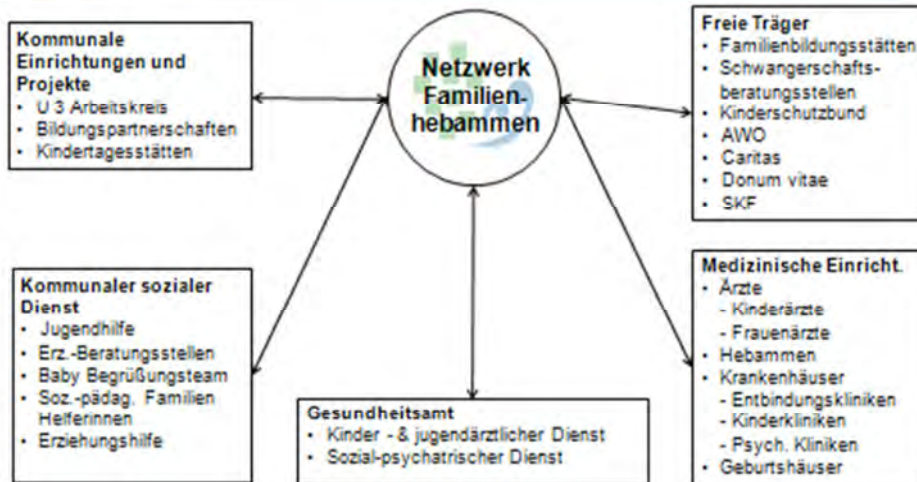 Kommunale
Einrichtungen und
Projekte
• U 3 Arbeitskreis
• Bildungspartnerschaften
• Kindertagesstätten
Netzwerk
Familien-
hebammen
Freie Träger
• Familienbildungsstätten
• Schwangerschafts-
beratungsstellen
• Kinderschutzbund
• AWO
• Caritas
• Donum vitae
• SKF
Kommunaler sozialer
Dienst
• Jugendhilfe
• Erz.-Beratungsstellen
• Baby Begrüßungsteam
• Soz.-pädag. Familien
Helferinnen
• Erziehungshilfe
Gesundheitsamt
• Kinder - & jugendärztlicher Dienst
• Sozial-psychatrischer Dienst
Medizinische Einricht.
• Ärzte
- Kinderärzte
- Frauenärzte
• Hebammen
• Krankenhäuser
- Entbindungskliniken
- Kinderkliniken
- Psych. Kliniken
• Geburtshäuser